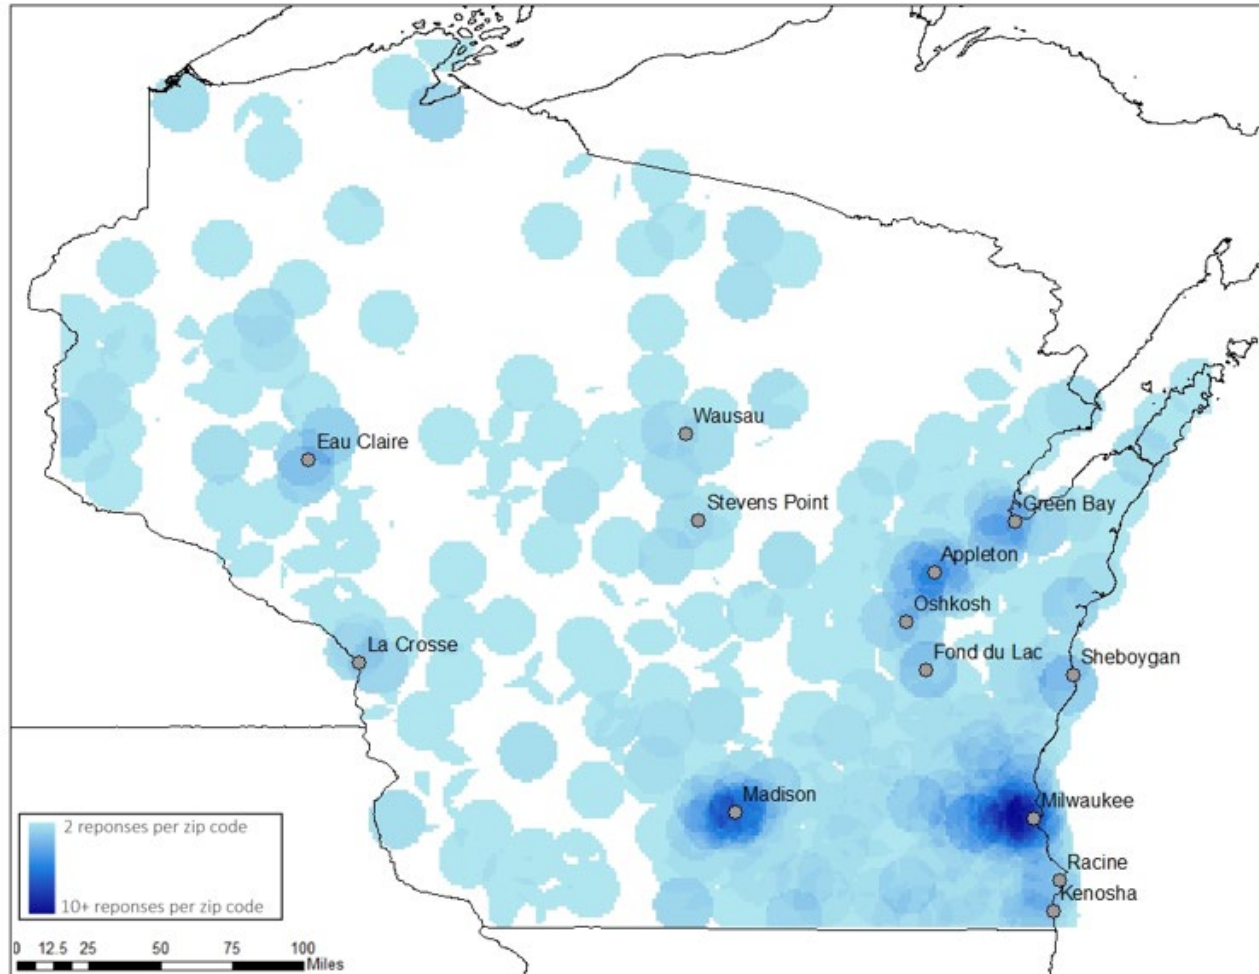 Wausau
Eau Claire
Stevens Point
Green Bay
Appleton
Oshkosh
La Crosse
Fond du Lac
Sheboygan
Madison
Milwaukee
Racine
Kenosha
2 reponses per zip code
10+ reponses per zip code
0 12.5 25 50 75 100
Miles